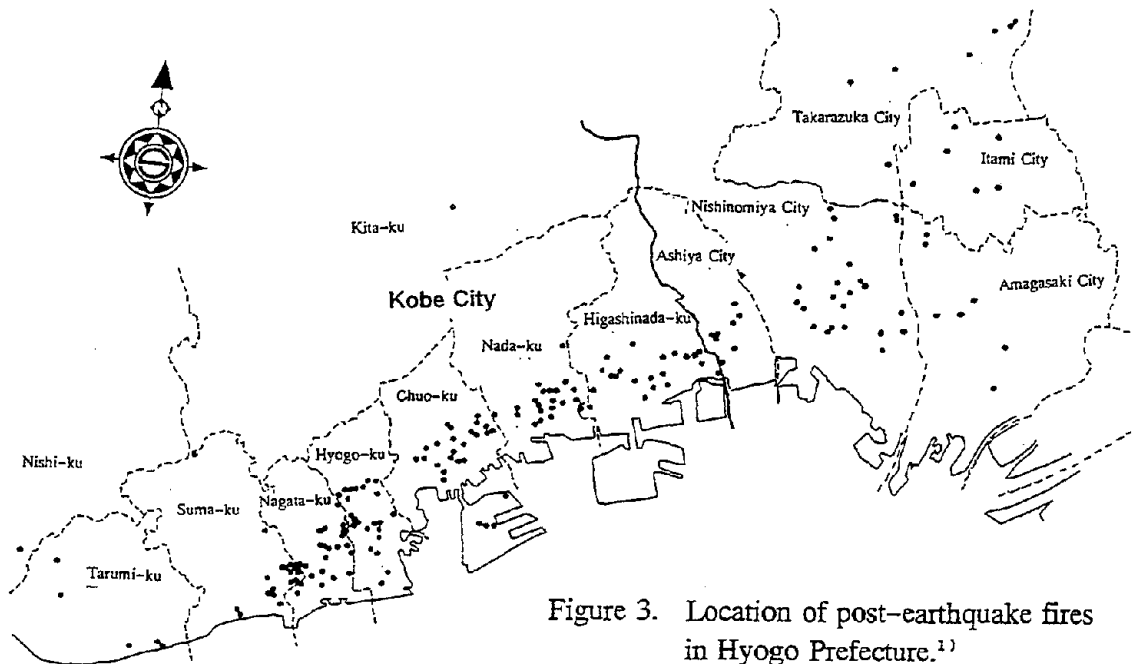 N
Takarazuka City
Itami City
Nishinomiya City
Kita-ku
Ashiya City
Amagasaki City
Kobe City
Higashinada-ku
Nada-ku
Chuo-ku
Hyogo-ku
Nishi-ku
Nagata-ku
Suma-ku
Tarumi-ku
Figure 3. Location of post-earthquake fires
in Hyogo Prefecture.¹⁾